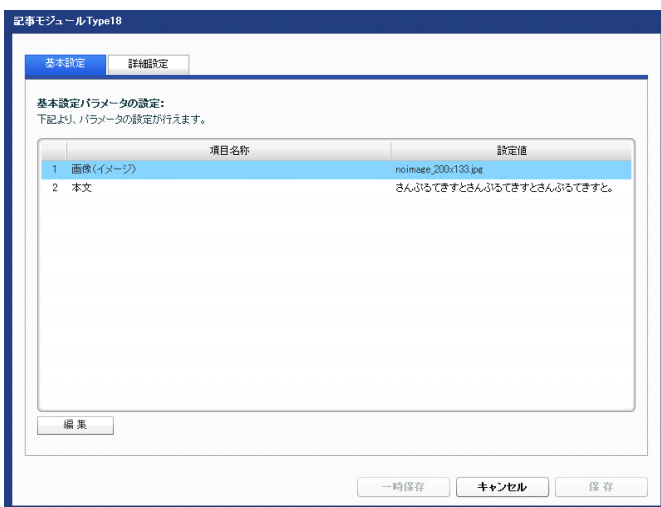 記事モジュールType18
基本設定 詳細設定
基本設定パラメータの設定:
下記より、パラメータの設定が行えます。
項目名称 設定値
1 画像(イメージ) noimage_200x133.jpg
2 本文 さんぷるてきすとさんぷるてきすとさんぷるてきすと。
編集
一時保存 キャンセル 保存